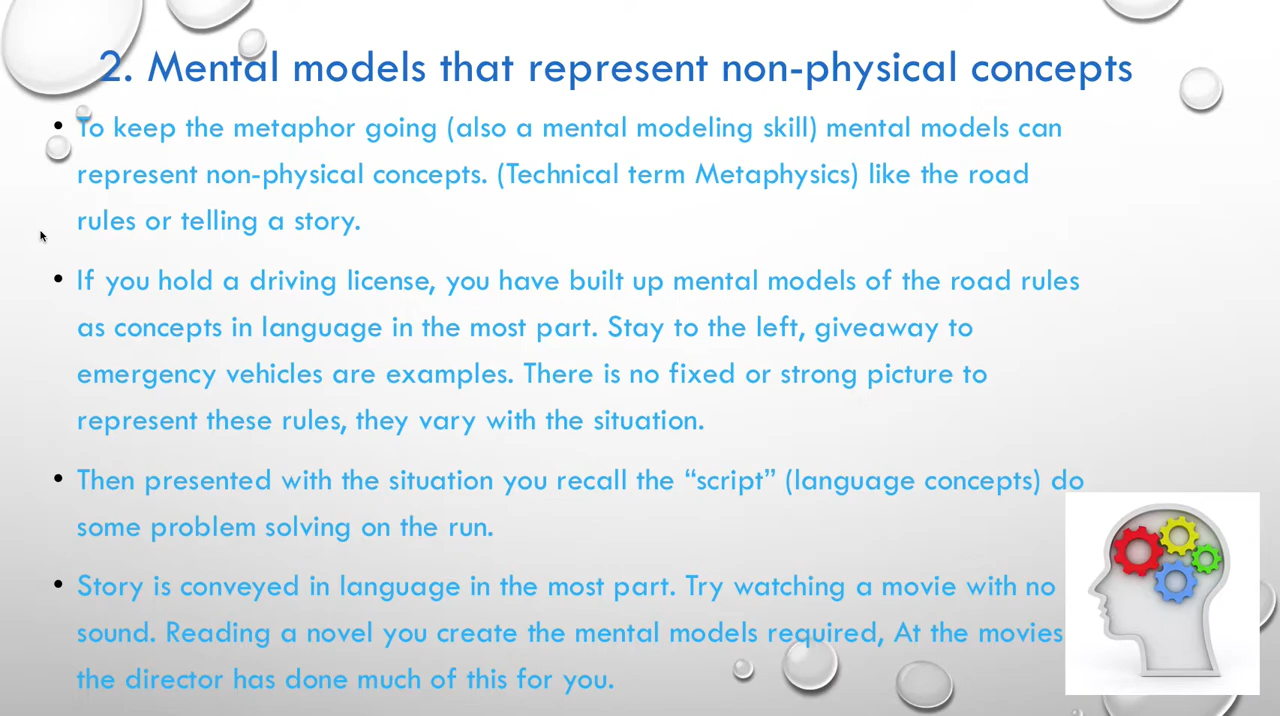 2. Mental models that represent non-physical concepts
• To keep the metaphor going (also a mental modeling skill) mental models can
represent non-physical concepts. (Technical term Metaphysics) like the road
rules or telling a story.
• If you hold a driving license, you have built up mental models of the road rules
as concepts in language in the most part. Stay to the left, giveaway to
emergency vehicles are examples. There is no fixed or strong picture to
represent these rules, they vary with the situation.
• Then presented with the situation you recall the “script” (language concepts) do
some problem solving on the run.
• Story is conveyed in language in the most part. Try watching a movie with no
sound. Reading a novel you create the mental models required, At the movies
the director has done much of this for you.